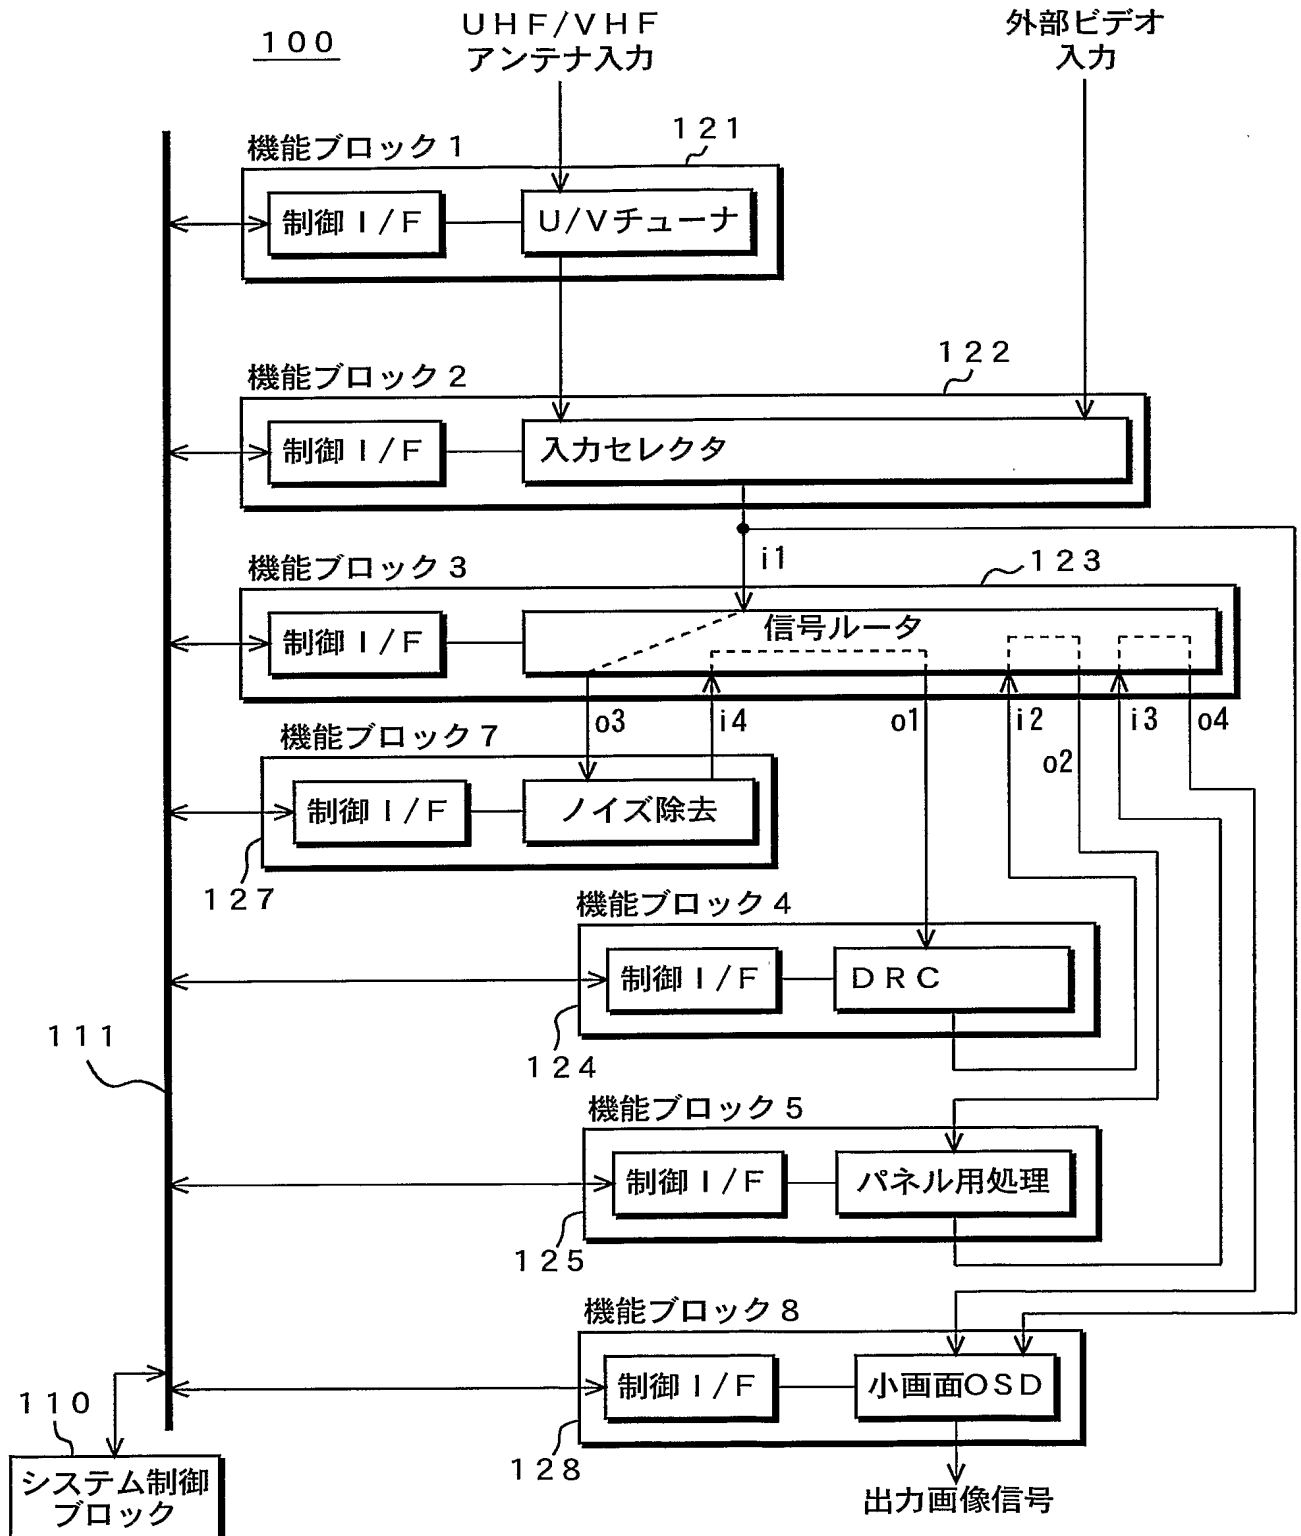 100
UHF/VHF
アンテナ入力
外部ビデオ
入力
機能ブロック1
121
制御I/F
U/Vチューナ
機能ブロック2
122
制御I/F
入力セレクタ
i1
機能ブロック3
123
制御I/F
信号ルータ
o3
i4
o1
i2
o2
i3
o4
機能ブロック7
制御I/F
ノイズ除去
127
機能ブロック4
制御I/F
DRC
124
111
機能ブロック5
制御I/F
パネル用処理
125
機能ブロック8
制御I/F
小画面OSD
128
110
システム制御
ブロック
出力画像信号